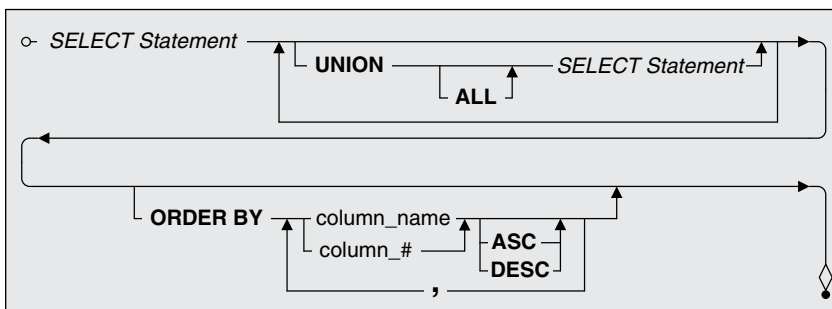 SELECT Statement
UNION
ALL
SELECT Statement
ORDER BY
column_name
column_#
ASC
DESC
,